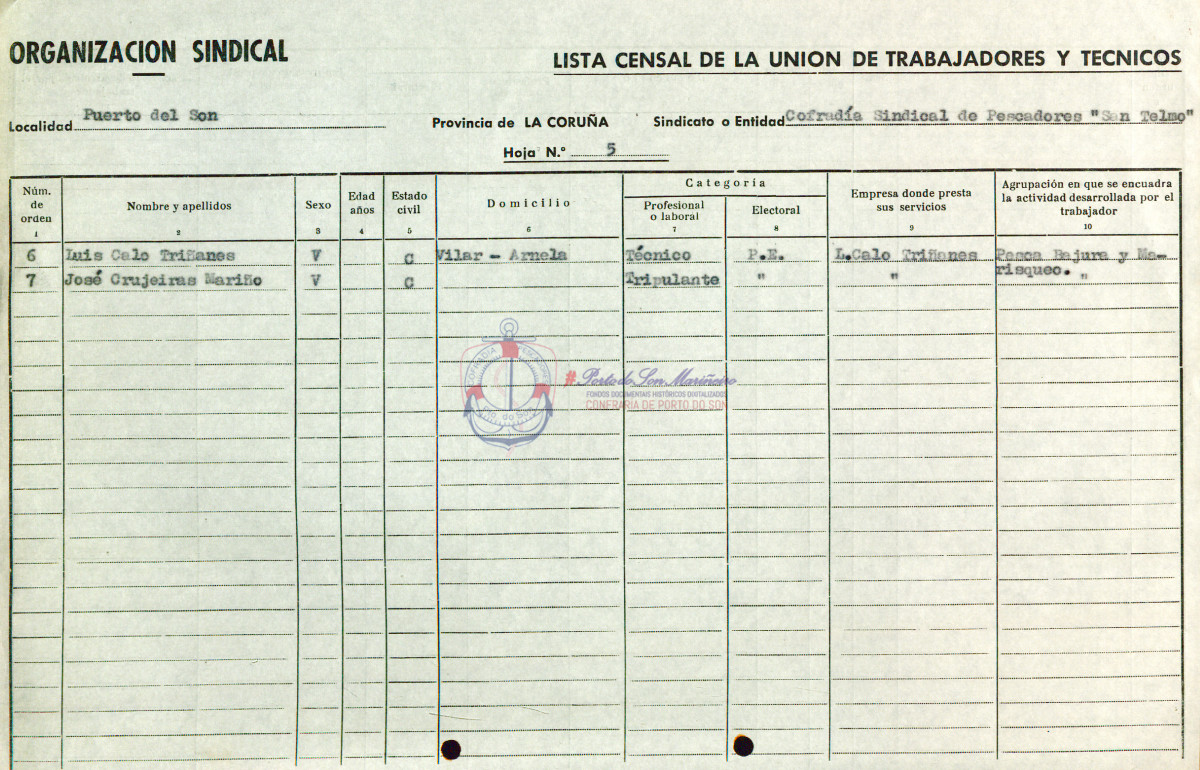 ORGANIZACION SINDICAL
LISTA CENSAL DE LA UNION DE TRABAJADORES Y TECNICOS
Localidad Puerto del Son
Provincia de LA CORUÑA
Sindicato o Entidad Cofradía Sindical de Pescadores "San Telmo"
Hoja N.º 5
Núm. de orden 1
Nombre y apellidos 2
Sexo 3
Edad años 4
Estado civil 5
Domicilio 6
Categoría
Profesional o laboral 7
Electoral 8
Empresa donde presta sus servicios 9
Agrupación en que se encuadra la actividad desarrollada por el trabajador 10
6 Luis Calo Triñanes V C Vilar - Arnela Técnico P.E. L.Calo Triñanes Pesca Bajura y Ma-
7 José Crujeiras Mariño V C Tripulante " " risqueo. "
#Porto do Son Mariñeiro
FONDOS DOCUMENTAIS HISTÓRICOS DIXITALIZADOS
CONFRARÍA DE PORTO DO SON